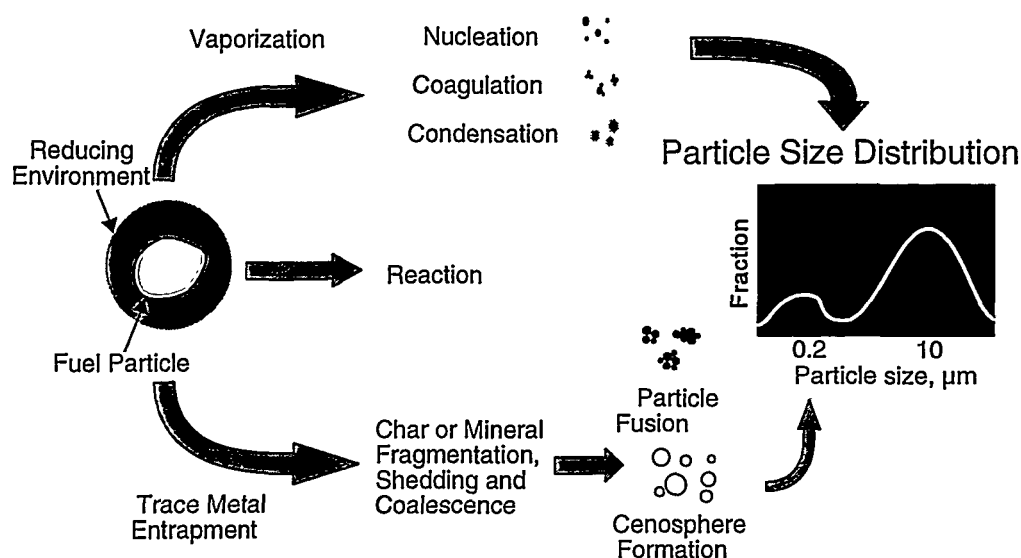 Vaporization
Nucleation
Coagulation
Condensation
Reducing
Environment
Particle Size Distribution
Fraction
0.2
10
Particle size, μm
Reaction
Fuel Particle
Particle
Fusion
Char or Mineral
Fragmentation,
Shedding and
Coalescence
Trace Metal
Entrapment
Cenosphere
Formation